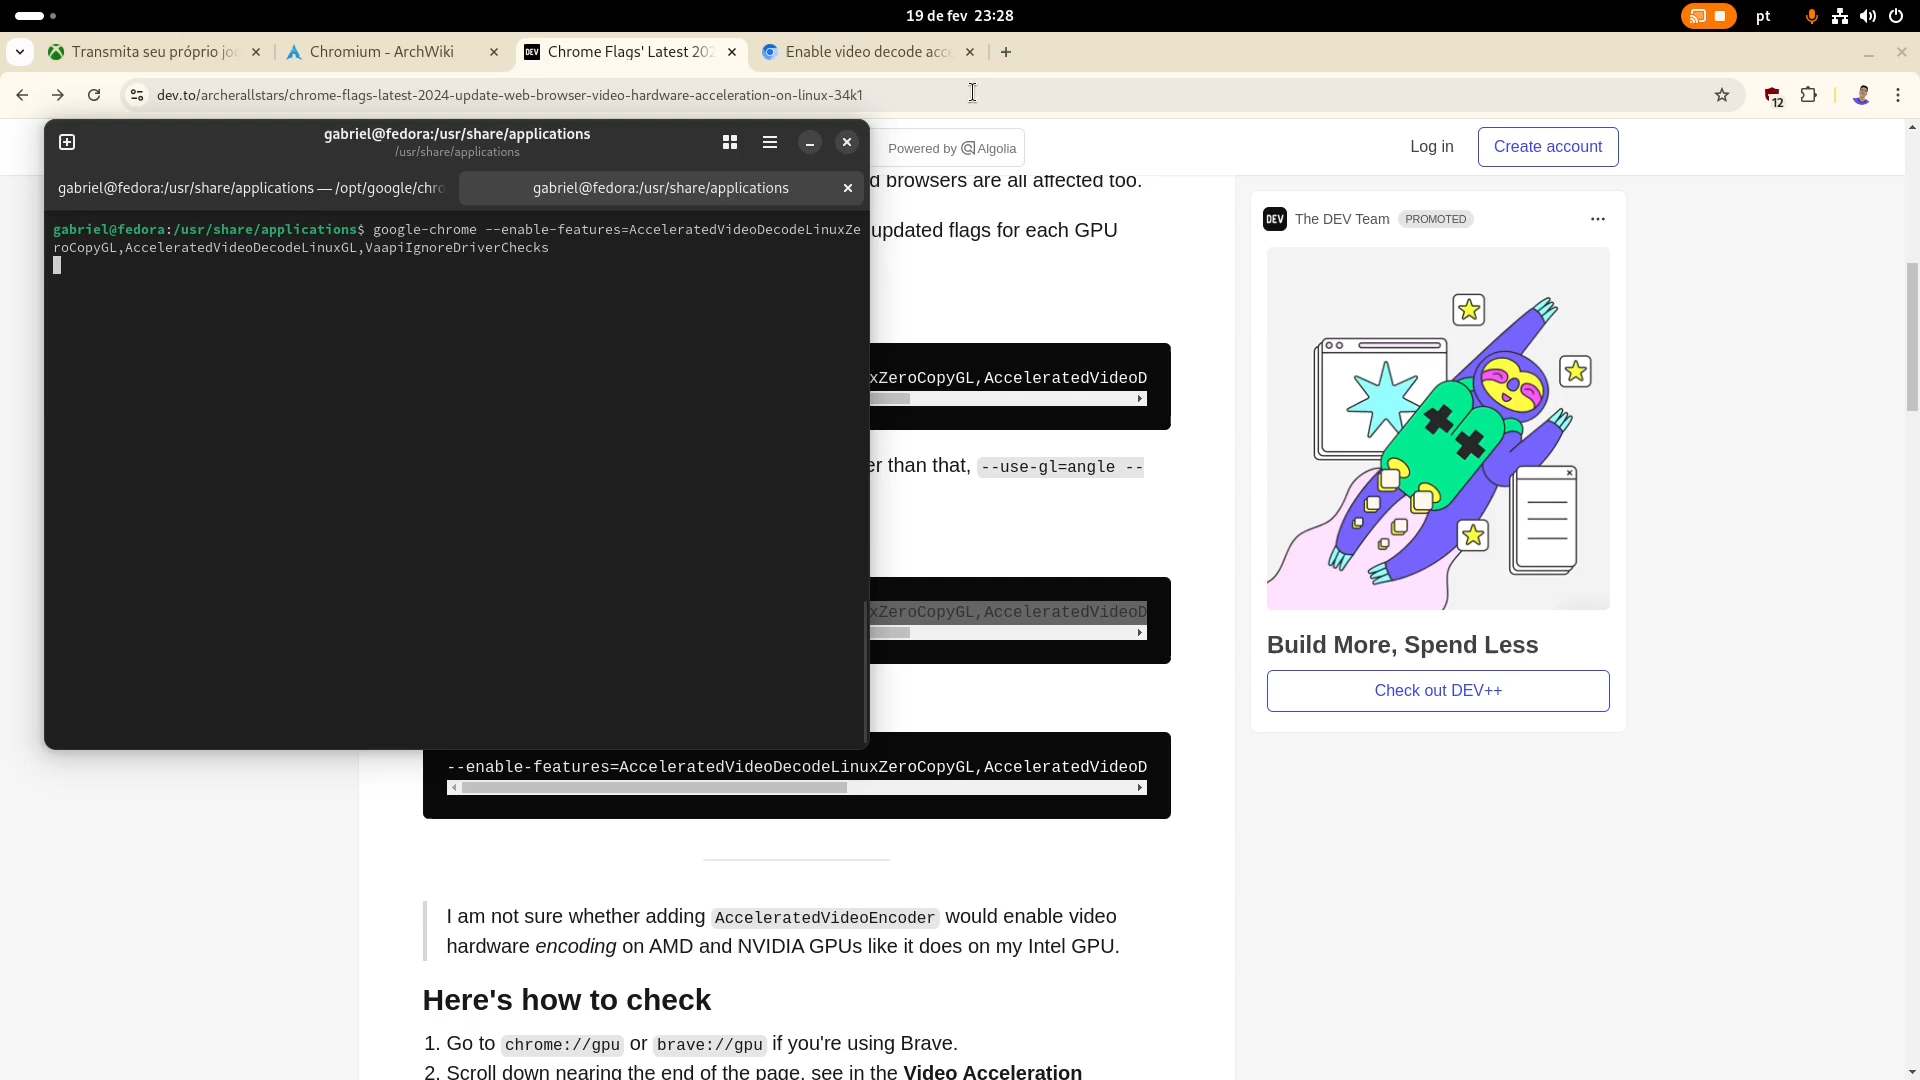 19 de fev 23:28
pt
Transmita seu próprio jo
Chromium - ArchWiki
DEV Chrome Flags' Latest 202
Enable video decode acce
dev.to/archerallstars/chrome-flags-latest-2024-update-web-browser-video-hardware-acceleration-on-linux-34k1
12
gabriel@fedora:/usr/share/applications
/usr/share/applications
gabriel@fedora:/usr/share/applications — /opt/google/chro
gabriel@fedora:/usr/share/applications
gabriel@fedora:/usr/share/applications$ google-chrome --enable-features=AcceleratedVideoDecodeLinuxZe
roCopyGL,AcceleratedVideoDecodeLinuxGL,VaapiIgnoreDriverChecks
Powered by Algolia
Log in
Create account
d browsers are all affected too.
updated flags for each GPU
xZeroCopyGL,AcceleratedVideoD
er than that, --use-gl=angle --
xZeroCopyGL,AcceleratedVideoD
--enable-features=AcceleratedVideoDecodeLinuxZeroCopyGL,AcceleratedVideoD
I am not sure whether adding AcceleratedVideoEncoder would enable video
hardware encoding on AMD and NVIDIA GPUs like it does on my Intel GPU.
Here's how to check
1. Go to chrome://gpu or brave://gpu if you're using Brave.
2. Scroll down nearing the end of the page, see in the Video Acceleration
DEV The DEV Team PROMOTED
Build More, Spend Less
Check out DEV++